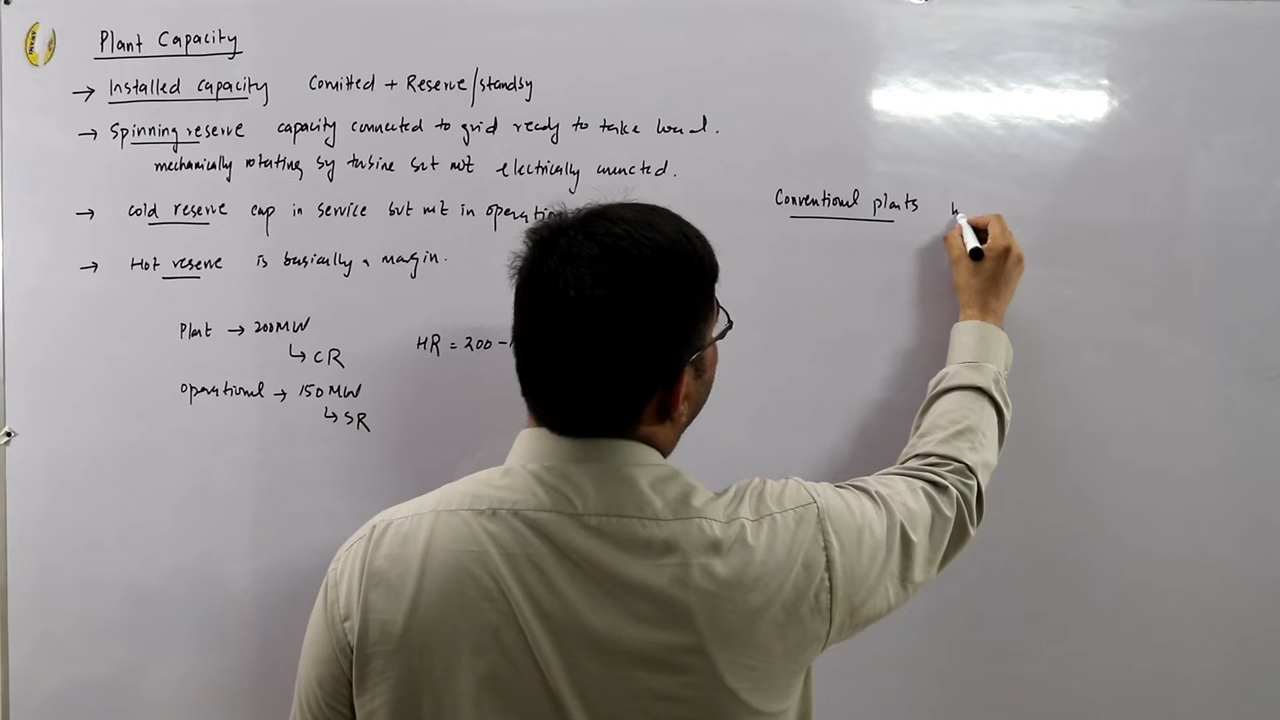 Plant Capacity
→ Installed capacity Comitted + Reserve/standby
→ Spinning reserve capacity connected to grid ready to take load.
mechanically rotating by turbine but not electrically connected.
→ cold reserve cap in service but not in operation
→ Hot reserve is basically a margin.
Plant → 200MW
↳ CR
HR = 200 -
Operational → 150MW
↳ SR
Conventional plants